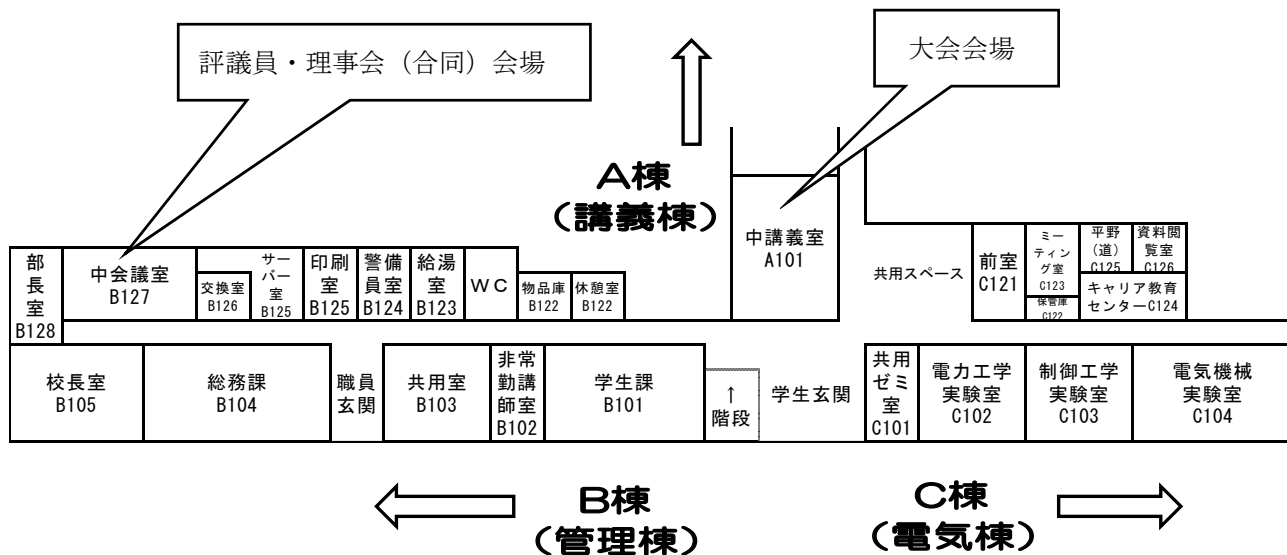 評議員・理事会（合同）会場
大会会場
A棟
（講義棟）
部
長
室
B128
中会議室
B127
交換室
B126
サー
バー
室
B125
印刷
室
B125
警備
員室
B124
給湯
室
B123
WC
物品庫
B122
休憩室
B122
中講義室
A101
共用スペース
前室
C121
ミー
ティン
グ室
C123
保管庫
C122
平野
（道）
C125
資料閲
覧室
C126
キャリア教育
センターC124
校長室
B105
総務課
B104
職員
玄関
共用室
B103
非常
勤講
師室
B102
学生課
B101
↑
階段
学生玄関
共用
ゼミ
室
C101
電力工学
実験室
C102
制御工学
実験室
C103
電気機械
実験室
C104
B棟
（管理棟）
C棟
（電気棟）